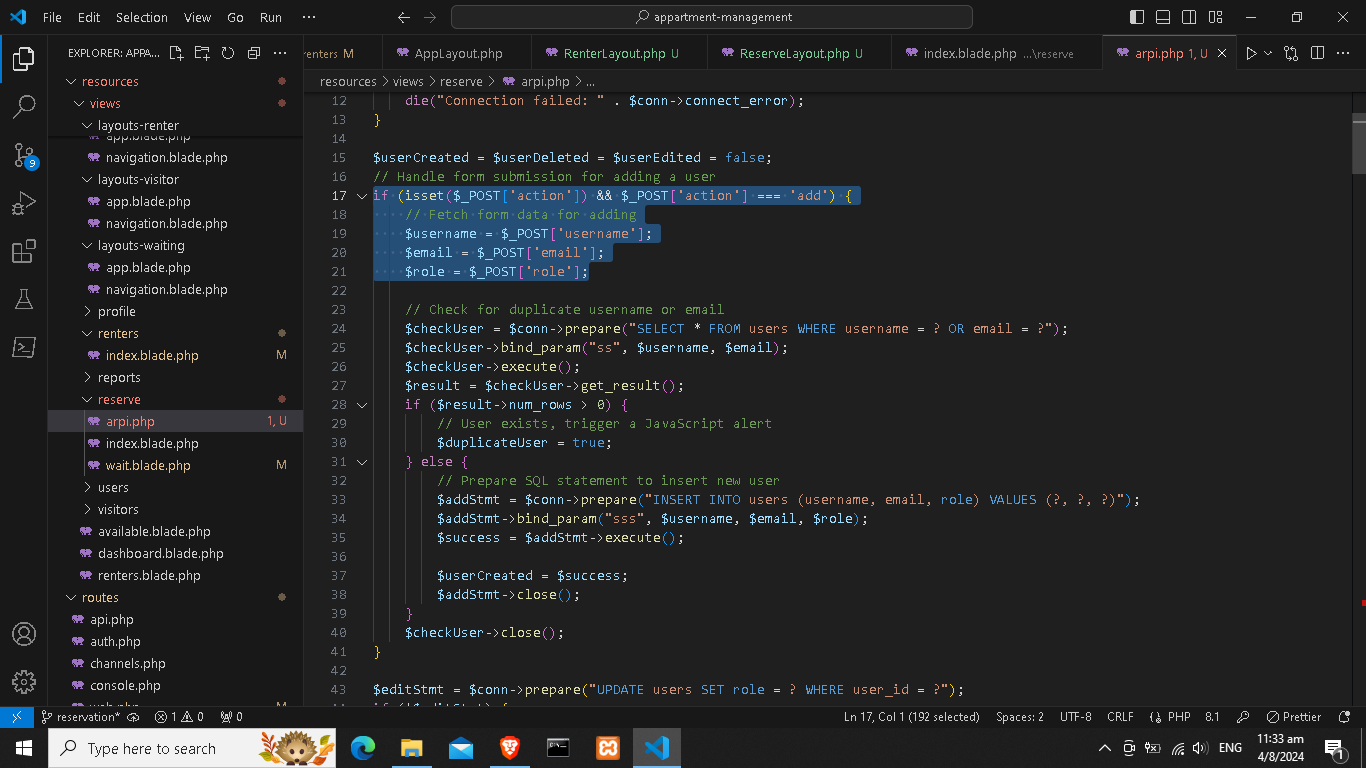 File Edit Selection View Go Run ··· appartment-management
EXPLORER: APPA...
resources
views
layouts-renter
app.blade.php
navigation.blade.php
layouts-visitor
app.blade.php
navigation.blade.php
layouts-waiting
app.blade.php
navigation.blade.php
profile
renters
index.blade.php M
reports
reserve
arpi.php 1, U
index.blade.php
wait.blade.php M
users
visitors
available.blade.php
dashboard.blade.php
renters.blade.php
routes
api.php
auth.php
channels.php
console.php
9
renters M AppLayout.php RenterLayout.php U ReserveLayout.php U index.blade.php ...\reserve arpi.php 1, U
resources > views > reserve > arpi.php > ...
12 die("Connection failed: " . $conn->connect_error);
13 }
14
15 $userCreated = $userDeleted = $userEdited = false;
16 // Handle form submission for adding a user
17 if (isset($_POST['action']) && $_POST['action'] === 'add') {
18 // Fetch form data for adding
19 $username = $_POST['username'];
20 $email = $_POST['email'];
21 $role = $_POST['role'];
22
23 // Check for duplicate username or email
24 $checkUser = $conn->prepare("SELECT * FROM users WHERE username = ? OR email = ?");
25 $checkUser->bind_param("ss", $username, $email);
26 $checkUser->execute();
27 $result = $checkUser->get_result();
28 if ($result->num_rows > 0) {
29 // User exists, trigger a JavaScript alert
30 $duplicateUser = true;
31 } else {
32 // Prepare SQL statement to insert new user
33 $addStmt = $conn->prepare("INSERT INTO users (username, email, role) VALUES (?, ?, ?)");
34 $addStmt->bind_param("sss", $username, $email, $role);
35 $success = $addStmt->execute();
36
37 $userCreated = $success;
38 $addStmt->close();
39 }
40 $checkUser->close();
41 }
42
43 $editStmt = $conn->prepare("UPDATE users SET role = ? WHERE user_id = ?");
reservation* 1 0 0 Ln 17, Col 1 (192 selected) Spaces: 2 UTF-8 CRLF PHP 8.1 Prettier
Type here to search ENG 11:33 am
4/8/2024 1